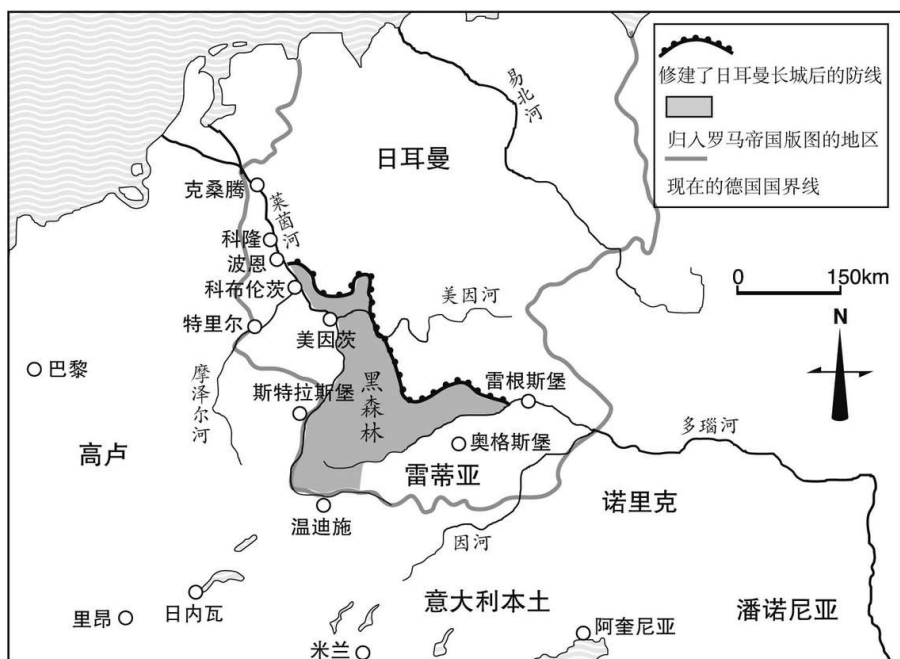 修建了日耳曼长城后的防线
归入罗马帝国版图的地区
现在的德国国界线
0 150km
N
易北河
日耳曼
克桑腾
莱茵河
科隆
波恩
科布伦茨
美因河
特里尔
美因茨
巴黎
摩泽尔河
斯特拉斯堡
黑森林
雷根斯堡
多瑙河
高卢
奥格斯堡
雷蒂亚
诺里克
温迪施
因河
日内瓦
里昂
意大利本土
潘诺尼亚
阿奎尼亚
米兰